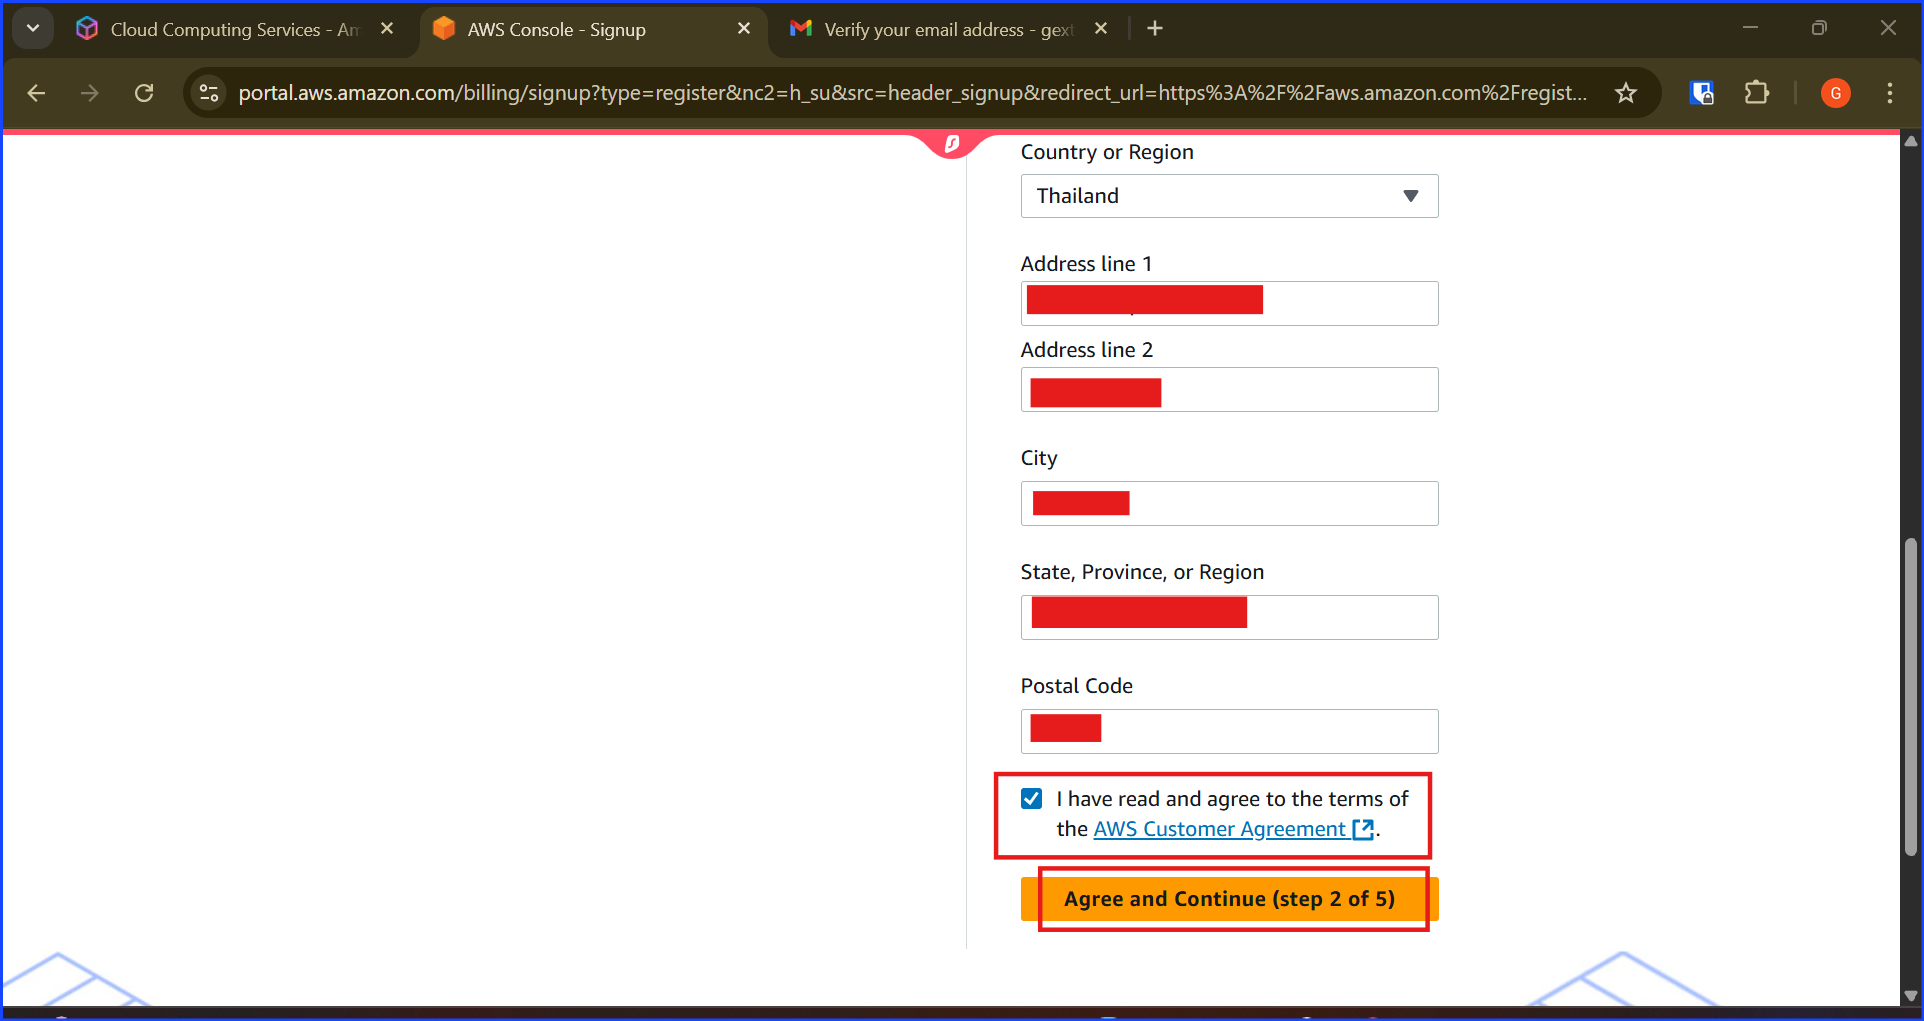 Cloud Computing Services - Am
AWS Console - Signup
Verify your email address - gext
portal.aws.amazon.com/billing/signup?type=register&nc2=h_su&src=header_signup&redirect_url=https%3A%2F%2Faws.amazon.com%2Fregist...
G
Country or Region
Thailand
Address line 1
Address line 2
City
State, Province, or Region
Postal Code
I have read and agree to the terms of
the AWS Customer Agreement.
Agree and Continue (step 2 of 5)